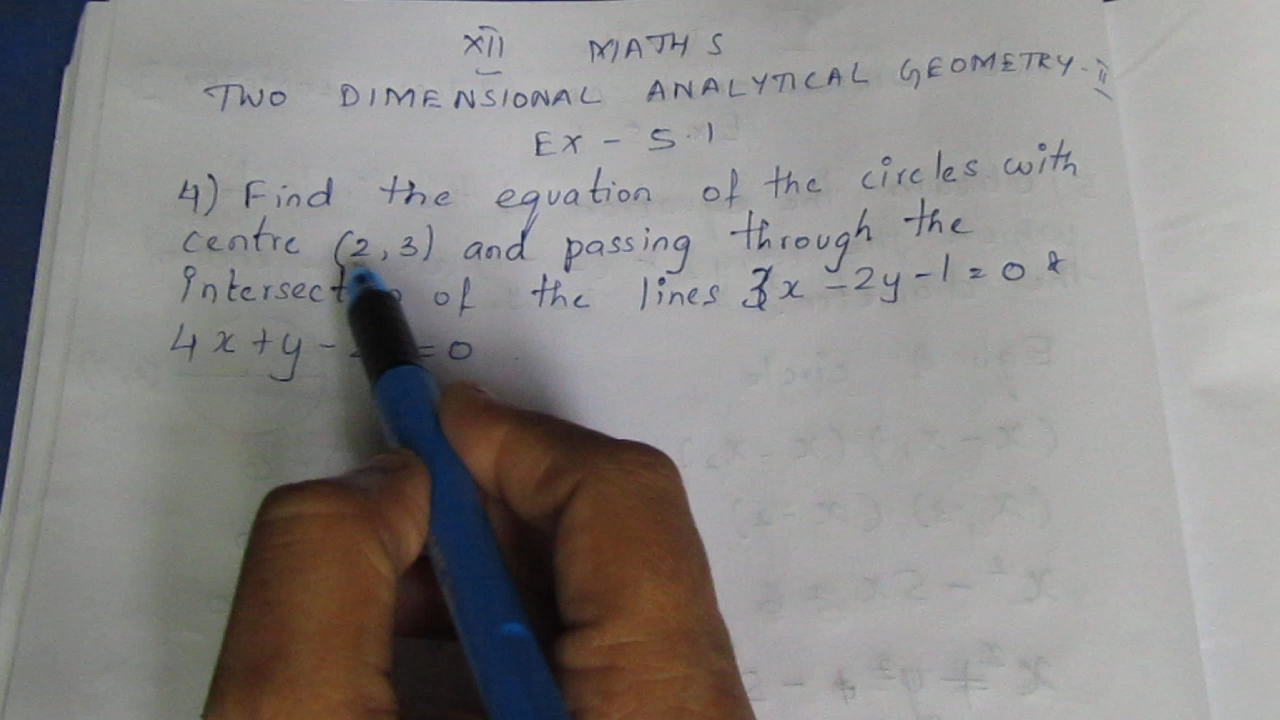 XII MATHS
TWO DIMENSIONAL ANALYTICAL GEOMETRY-II
EX - 5.1
4) Find the equation of the circles with
centre (2,3) and passing through the
of the lines 3x -2y -1 = 0 &
4x + y - = 0